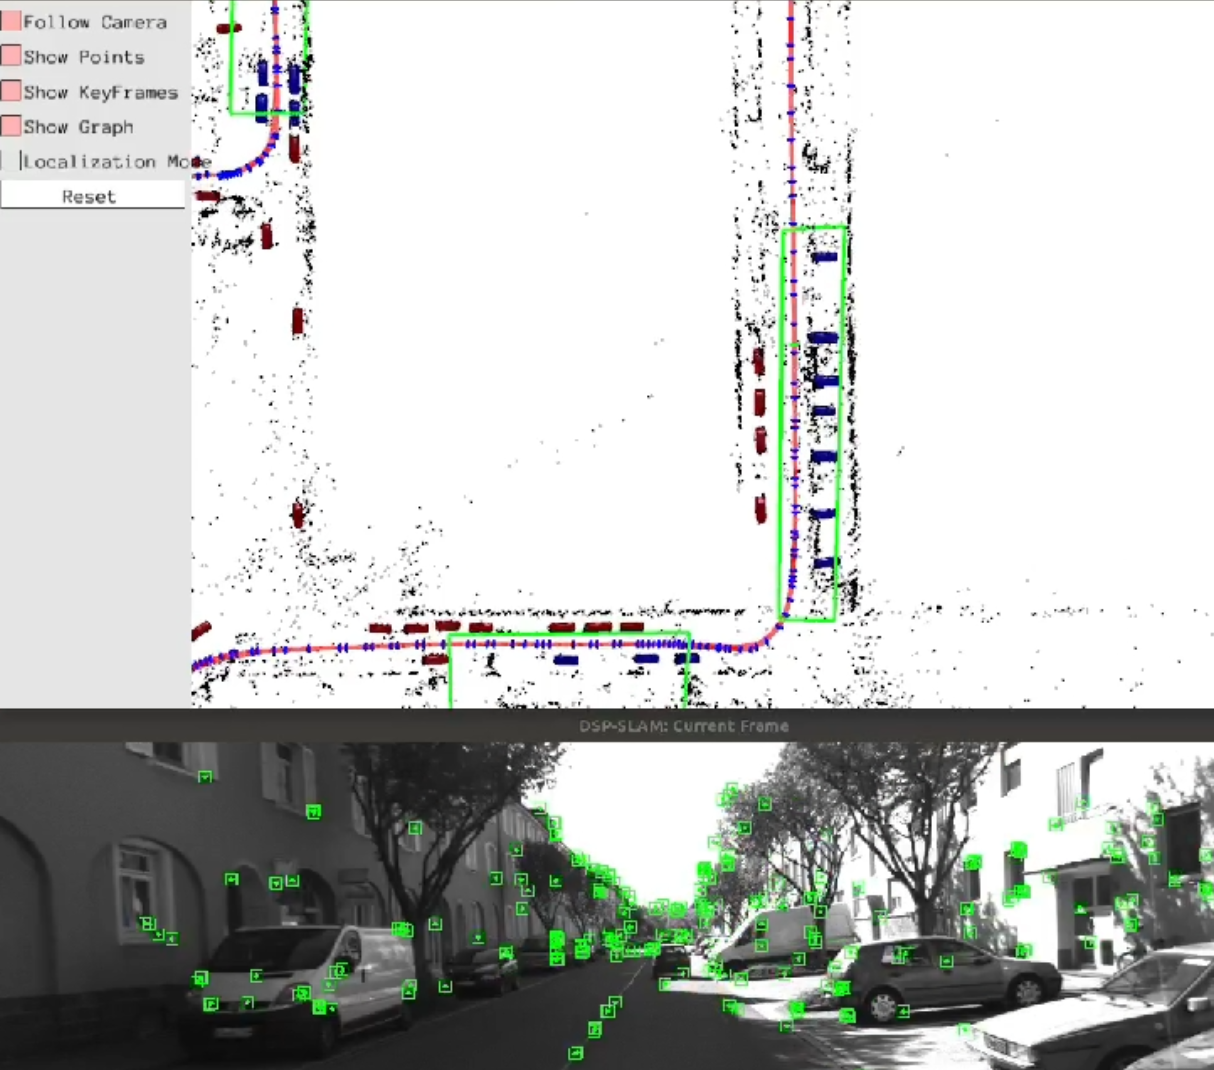 Follow Camera
Show Points
Show KeyFrames
Show Graph
Localization Mode
Reset
DSP-SLAM: Current Frame